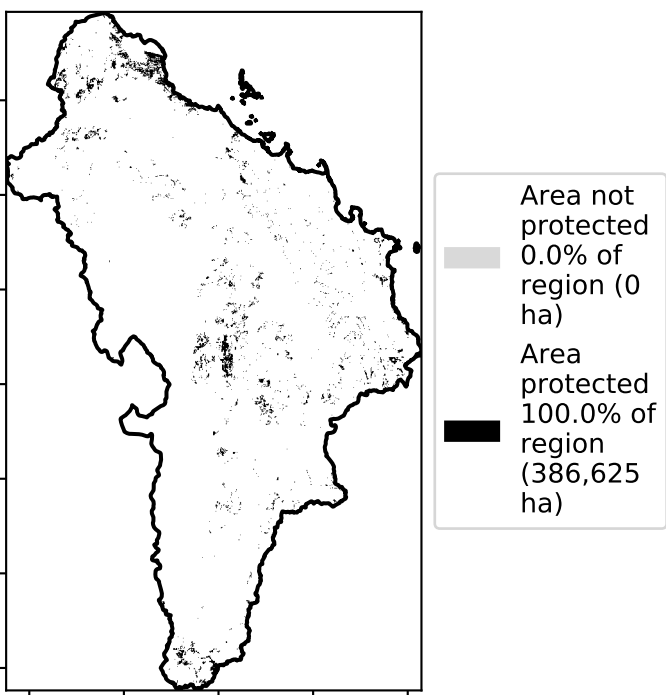 Area not
protected
0.0% of
region (0
ha)
Area
protected
100.0% of
region
(386,625
ha)